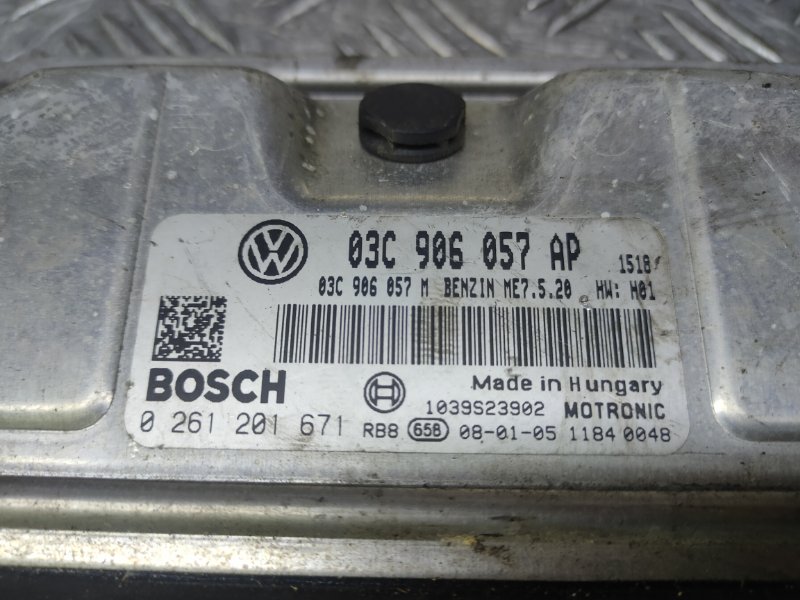 03C 906 057 AP 1518
03C 906 057 M BENZIN ME7.5.20 HW: H01
BOSCH Made in Hungary
1039S23902 MOTRONIC
0 261 201 671 RB8 658 08-01-05 1184 0048